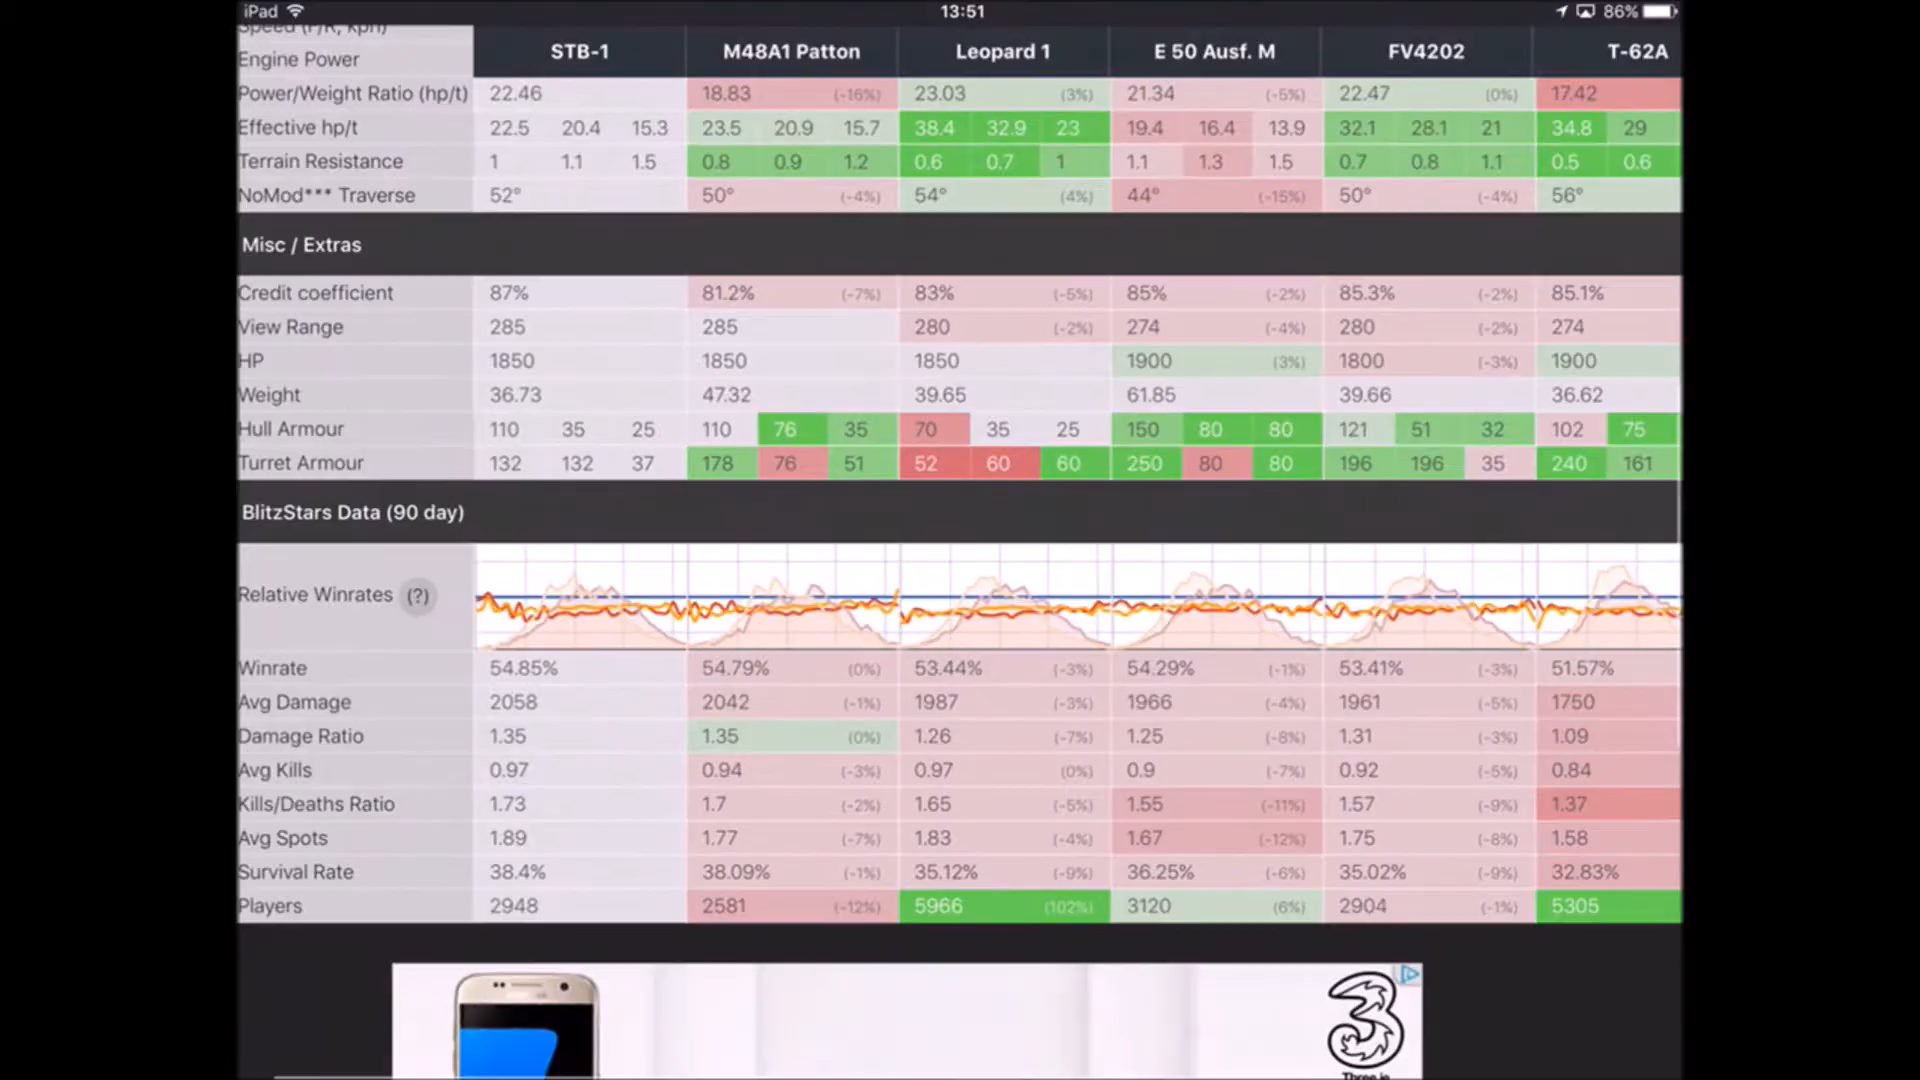 iPad 13:51 86%
Speed (F/R, kph)
Engine Power STB-1 M48A1 Patton Leopard 1 E 50 Ausf. M FV4202 T-62A
Power/Weight Ratio (hp/t) 22.46 18.83 (-16%) 23.03 (3%) 21.34 (-5%) 22.47 (0%) 17.42
Effective hp/t 22.5 20.4 15.3 23.5 20.9 15.7 38.4 32.9 23 19.4 16.4 13.9 32.1 28.1 21 34.8 29
Terrain Resistance 1 1.1 1.5 0.8 0.9 1.2 0.6 0.7 1 1.1 1.3 1.5 0.7 0.8 1.1 0.5 0.6
NoMod*** Traverse 52° 50° (-4%) 54° (4%) 44° (-15%) 50° (-4%) 56°
Misc / Extras
Credit coefficient 87% 81.2% (-7%) 83% (-5%) 85% (-2%) 85.3% (-2%) 85.1%
View Range 285 285 280 (-2%) 274 (-4%) 280 (-2%) 274
HP 1850 1850 1850 1900 (3%) 1800 (-3%) 1900
Weight 36.73 47.32 39.65 61.85 39.66 36.62
Hull Armour 110 35 25 110 76 35 70 35 25 150 80 80 121 51 32 102 75
Turret Armour 132 132 37 178 76 51 52 60 60 250 80 80 196 196 35 240 161
BlitzStars Data (90 day)
Relative Winrates (?)
Winrate 54.85% 54.79% (0%) 53.44% (-3%) 54.29% (-1%) 53.41% (-3%) 51.57%
Avg Damage 2058 2042 (-1%) 1987 (-3%) 1966 (-4%) 1961 (-5%) 1750
Damage Ratio 1.35 1.35 (0%) 1.26 (-7%) 1.25 (-8%) 1.31 (-3%) 1.09
Avg Kills 0.97 0.94 (-3%) 0.97 (0%) 0.9 (-7%) 0.92 (-5%) 0.84
Kills/Deaths Ratio 1.73 1.7 (-2%) 1.65 (-5%) 1.55 (-11%) 1.57 (-9%) 1.37
Avg Spots 1.89 1.77 (-7%) 1.83 (-4%) 1.67 (-12%) 1.75 (-8%) 1.58
Survival Rate 38.4% 38.09% (-1%) 35.12% (-9%) 36.25% (-6%) 35.02% (-9%) 32.83%
Players 2948 2581 (-12%) 5966 (102%) 3120 (6%) 2904 (-1%) 5305
3
Three.ie